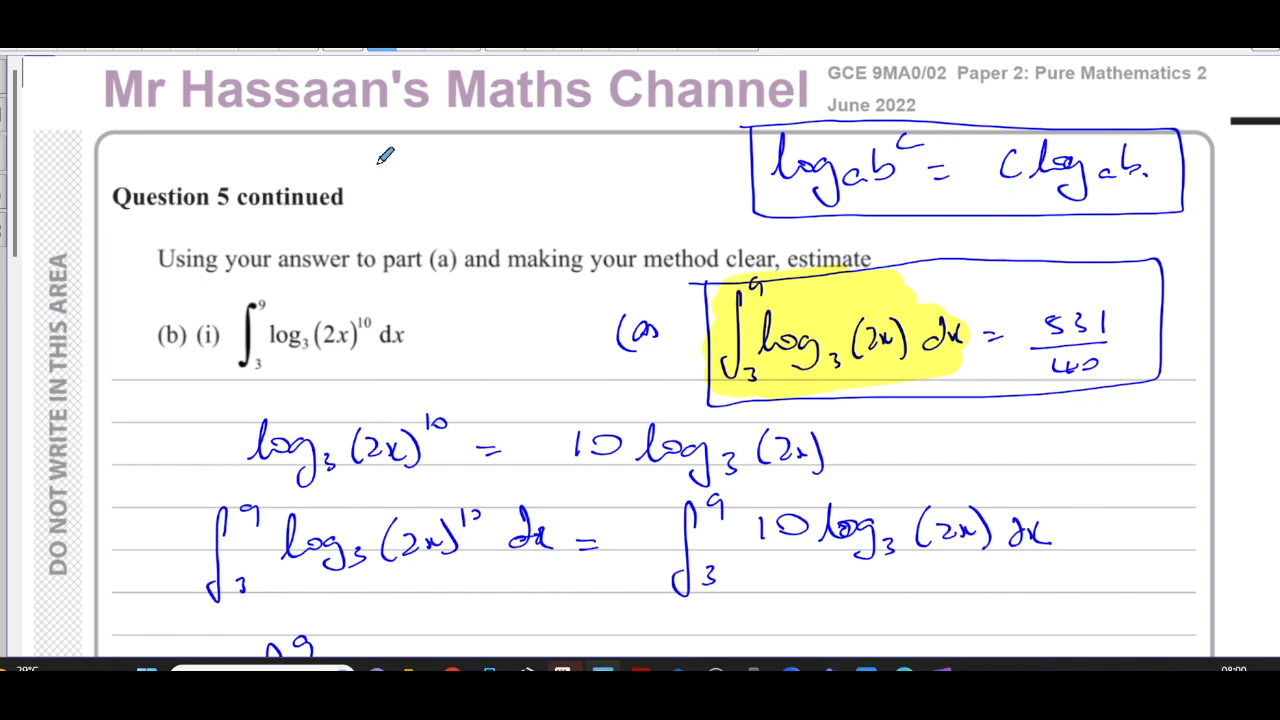 Mr Hassaan's Maths Channel
GCE 9MA0/02 Paper 2: Pure Mathematics 2
June 2022
log_a b^c = c log_a b.
Question 5 continued
Using your answer to part (a) and making your method clear, estimate
(b) (i) ∫_3^9 log_3 (2x)^10 dx
(as ∫_3^9 log_3 (2x) dx = 531/40
log_3 (2x)^10 = 10 log_3 (2x)
∫_3^9 log_3 (2x)^10 dx = ∫_3^9 10 log_3 (2x) dx
9
DO NOT WRITE IN THIS AREA